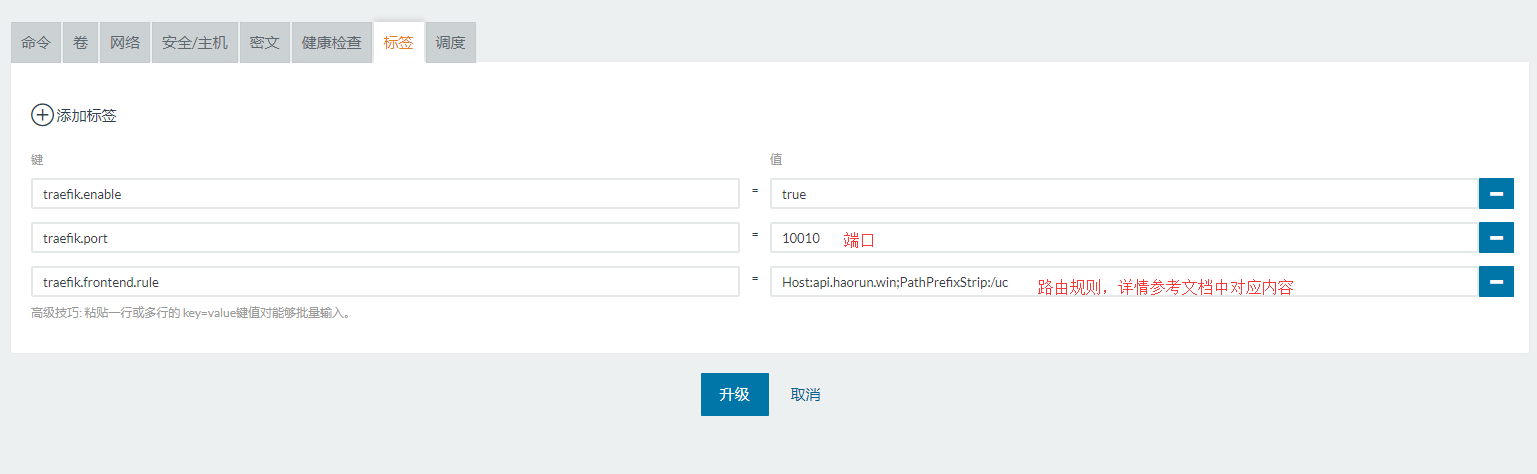 命令 卷 网络 安全/主机 密文 健康检查 标签 调度
添加标签
键 值
traefik.enable = true
traefik.port = 10010 端口
traefik.frontend.rule = Host:api.haorun.win;PathPrefixStrip:/uc 路由规则，详情参考文档中对应内容
高级技巧: 粘贴一行或多行的 key=value键值对能够批量输入。
升级 取消